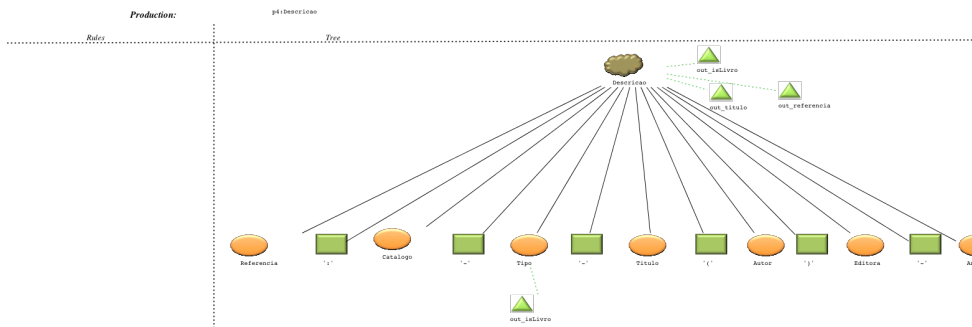 Production: p4:Descricao
Rules Tree
out_isLivro
Descricao
out_titulo out_referencia
Referencia ':' Catalogo '-' Tipo '-' Titulo '(' Autor ')' Editora '-'
out_isLivro